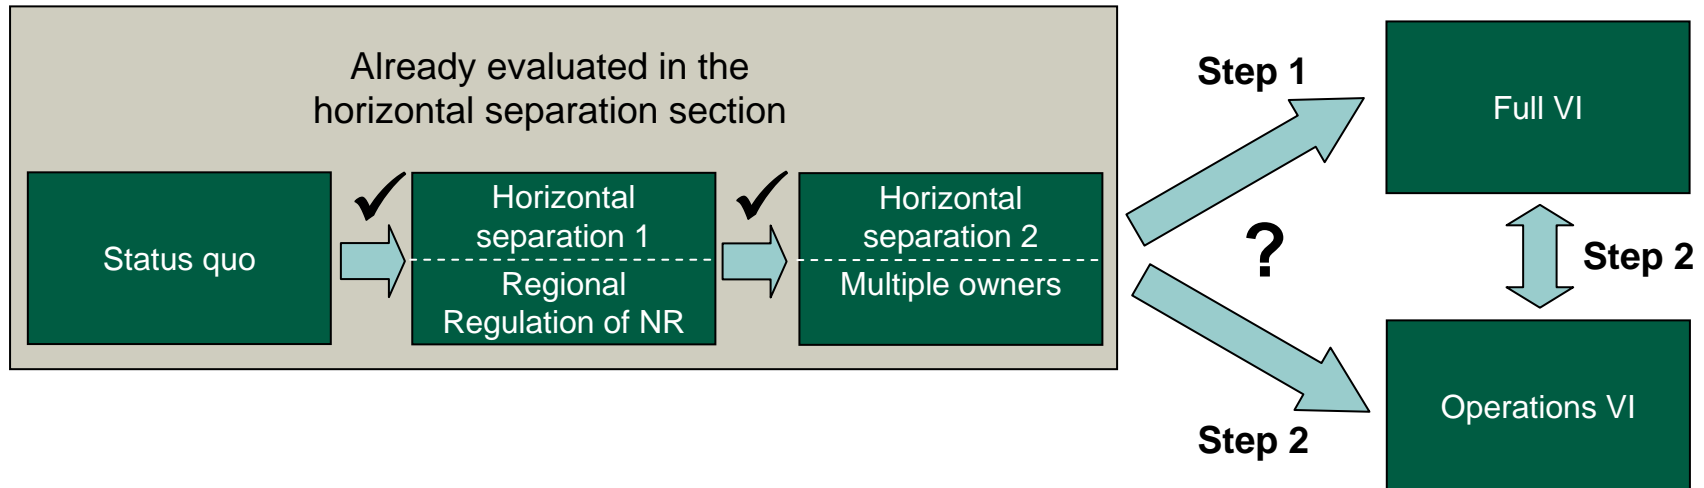 Already evaluated in the
horizontal separation section
Status quo
Horizontal
separation 1
Regional
Regulation of NR
Horizontal
separation 2
Multiple owners
Step 1
?
Step 2
Full VI
Step 2
Operations VI